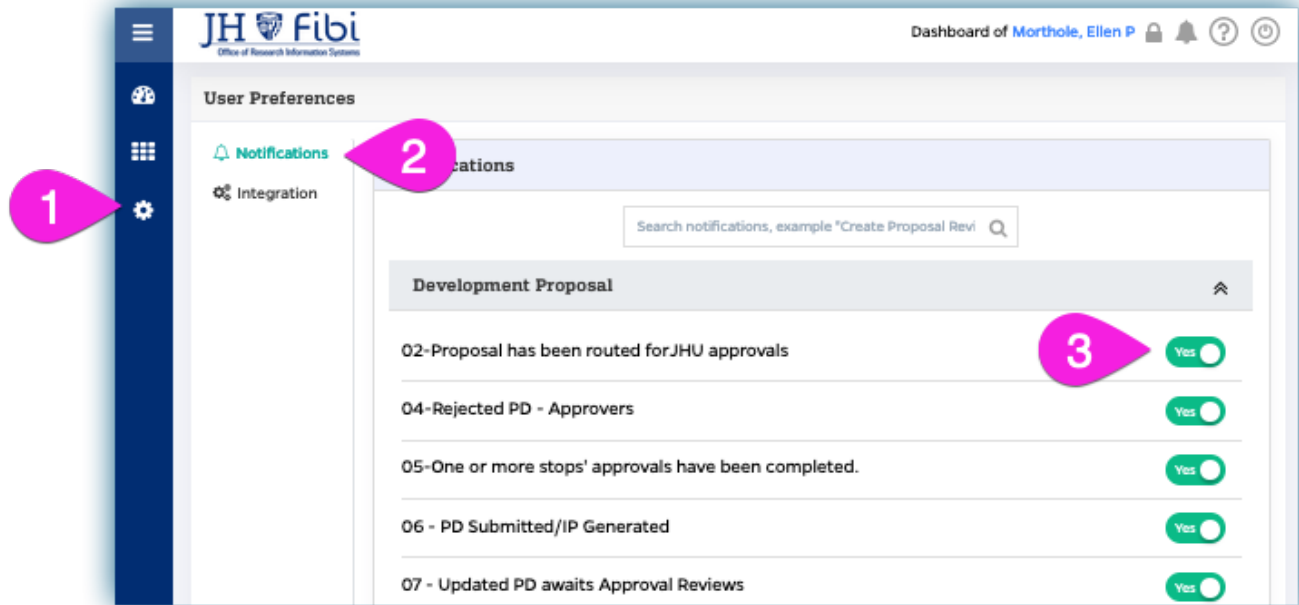 JH Fibi
Office of Research Information Systems
Dashboard of Morthole, Ellen P
User Preferences
Notifications
Integration
1
2
cations
Search notifications, example "Create Proposal Revi
Development Proposal
02-Proposal has been routed forJHU approvals
3
Yes
04-Rejected PD - Approvers
Yes
05-One or more stops' approvals have been completed.
Yes
06 - PD Submitted/IP Generated
Yes
07 - Updated PD awaits Approval Reviews
Yes